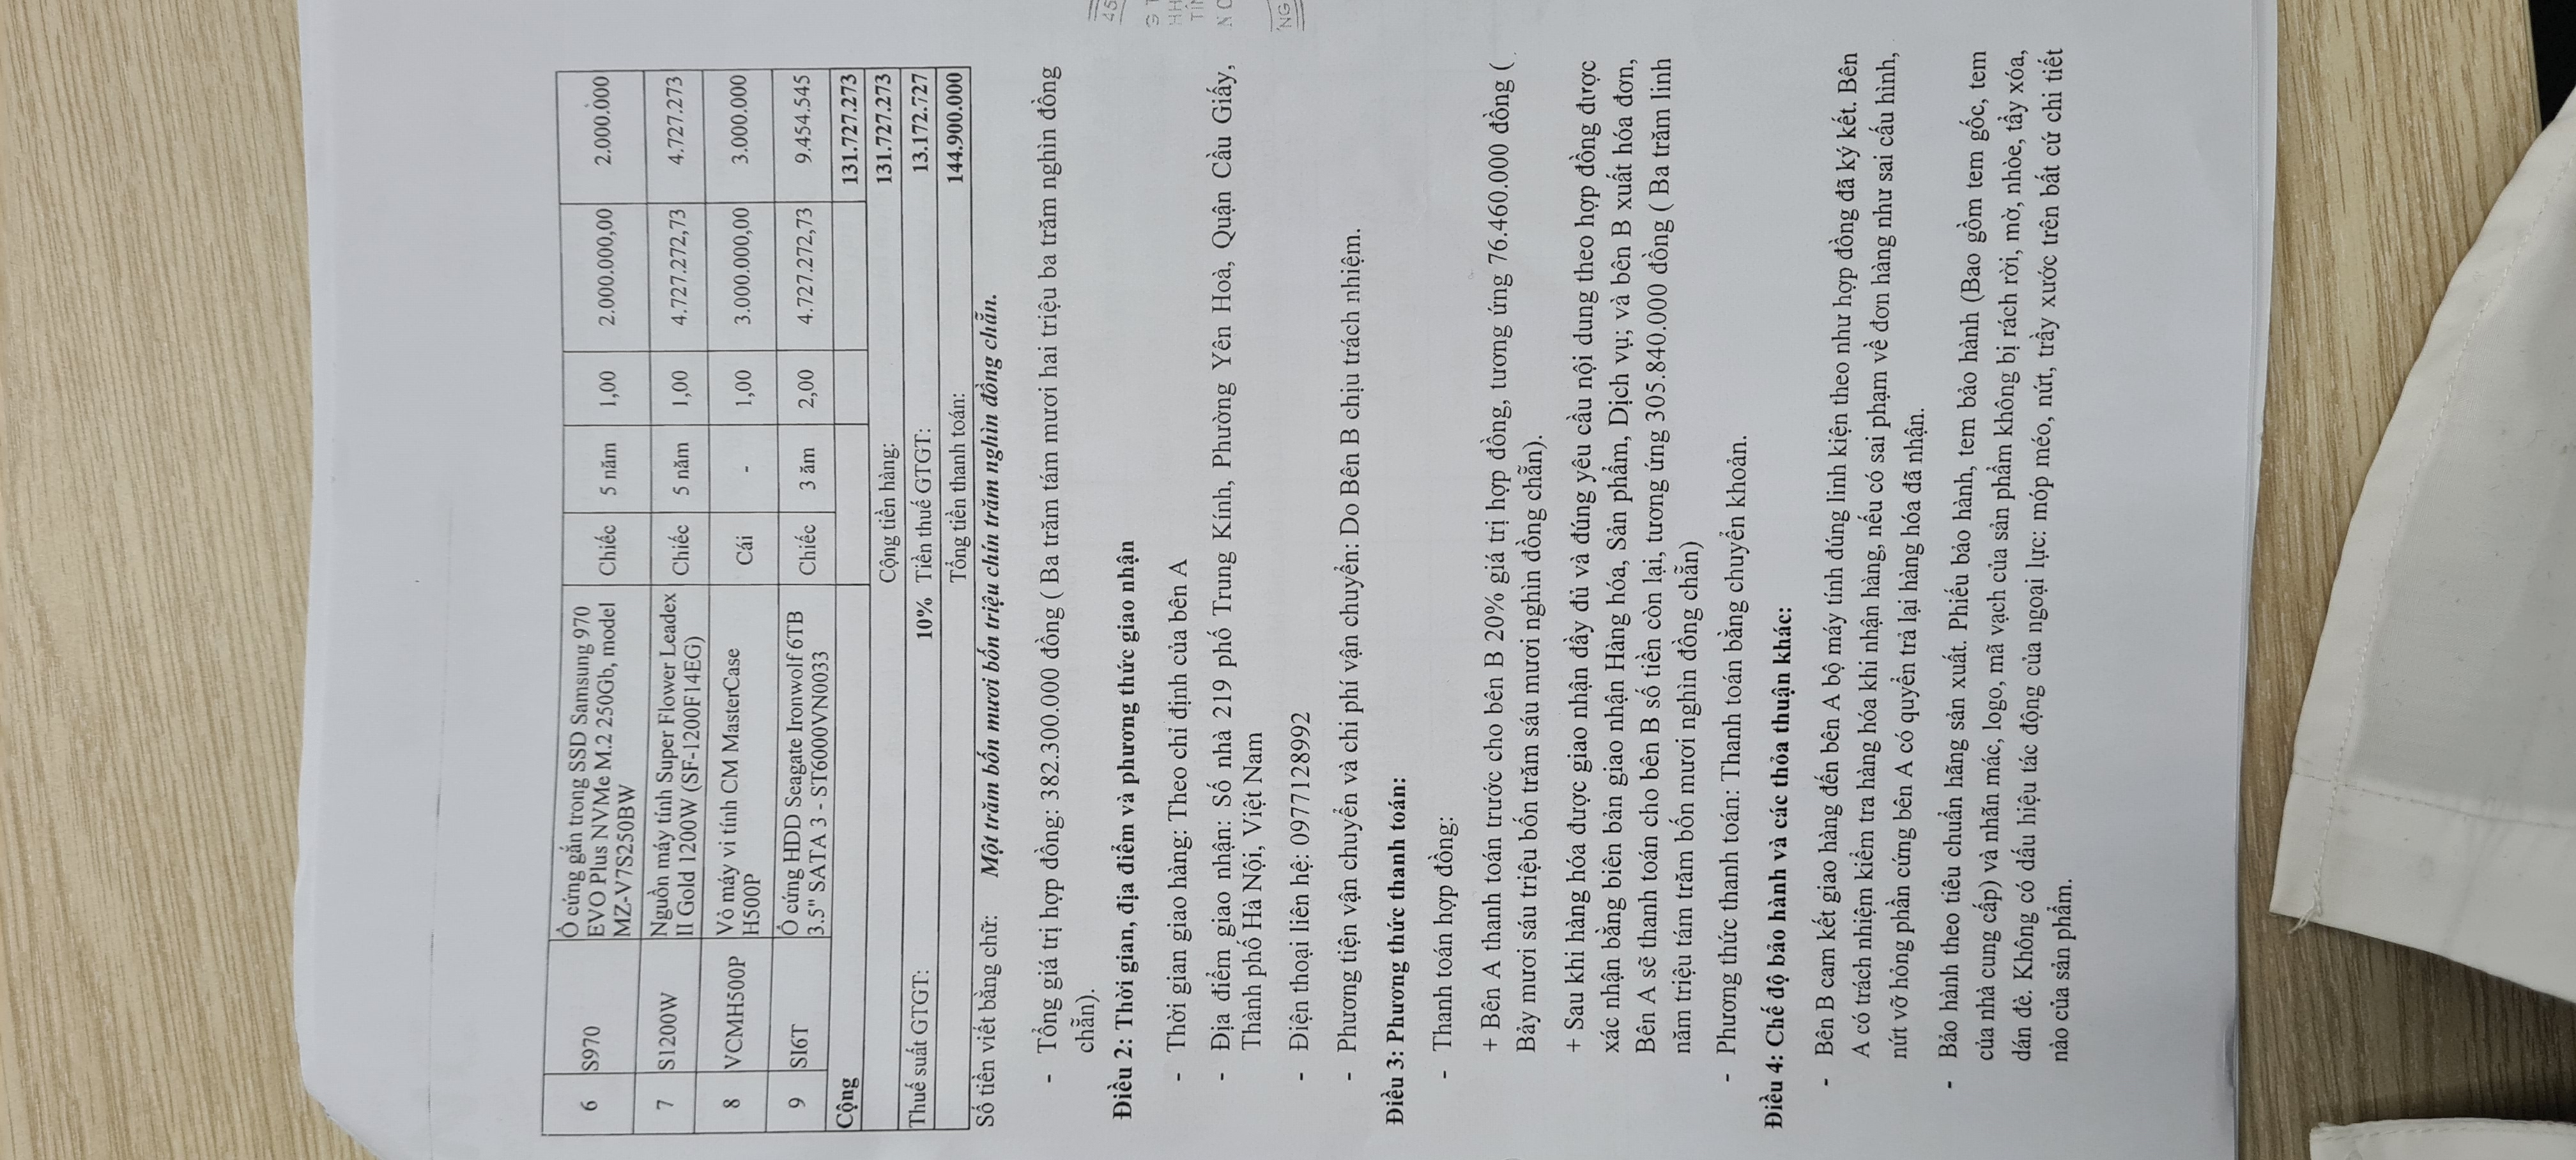 6 S970 Ổ cứng gắn trong SSD Samsung 970
EVO Plus NVMe M.2 250Gb, model Chiếc 5 năm 1,00 2.000.000,00 2.000.000
MZ-V7S250BW
7 S1200W Nguồn máy tính Super Flower Leadex
II Gold 1200W (SF-1200F14EG) Chiếc 5 năm 1,00 4.727.272,73 4.727.273
8 VCMH500P Vỏ máy vi tính CM MasterCase
H500P Cái - 1,00 3.000.000,00 3.000.000
9 SI6T Ổ cứng HDD Seagate Ironwolf 6TB
3.5" SATA 3 - ST6000VN0033 Chiếc 3 ăm 2,00 4.727.272,73 9.454.545
Cộng 131.727.273
Cộng tiền hàng: 131.727.273
Thuế suất GTGT: 10% Tiền thuế GTGT: 13.172.727
Tổng tiền thanh toán: 144.900.000
Số tiền viết bằng chữ: Một trăm bốn mươi bốn triệu chín trăm nghìn đồng chẵn.
- Tổng giá trị hợp đồng: 382.300.000 đồng ( Ba trăm tám mươi hai triệu ba trăm nghìn đồng
chẵn).
Điều 2: Thời gian, địa điểm và phương thức giao nhận
- Thời gian giao hàng: Theo chỉ định của bên A
- Địa điểm giao nhận: Số nhà 219 phố Trung Kính, Phường Yên Hoà, Quận Cầu Giấy,
Thành phố Hà Nội, Việt Nam
- Điện thoại liên hệ: 0977128992
- Phương tiện vận chuyển và chi phí vận chuyển: Do Bên B chịu trách nhiệm.
Điều 3: Phương thức thanh toán:
- Thanh toán hợp đồng:
+ Bên A thanh toán trước cho bên B 20% giá trị hợp đồng, tương ứng 76.460.000 đồng (
Bảy mươi sáu triệu bốn trăm sáu mươi nghìn đồng chẵn).
+ Sau khi hàng hóa được giao nhận đầy đủ và đúng yêu cầu nội dung theo hợp đồng được
xác nhận bằng biên bản giao nhận Hàng hóa, Sản phẩm, Dịch vụ; và bên B xuất hóa đơn,
Bên A sẽ thanh toán cho bên B số tiền còn lại, tương ứng 305.840.000 đồng ( Ba trăm linh
năm triệu tám trăm bốn mươi nghìn đồng chẵn)
- Phương thức thanh toán: Thanh toán bằng chuyển khoản.
Điều 4: Chế độ bảo hành và các thỏa thuận khác:
- Bên B cam kết giao hàng đến bên A bộ máy tính đúng linh kiện theo như hợp đồng đã ký kết. Bên
A có trách nhiệm kiểm tra hàng hóa khi nhận hàng, nếu có sai phạm về đơn hàng như sai cấu hình,
nứt vỡ hỏng phần cứng bên A có quyền trả lại hàng hóa đã nhận.
- Bảo hành theo tiêu chuẩn hãng sản xuất. Phiếu bảo hành, tem bảo hành (Bao gồm tem gốc, tem
của nhà cung cấp) và nhãn mác, logo, mã vạch của sản phẩm không bị rách rời, mờ, nhòe, tẩy xóa,
dán đè. Không có dấu hiệu tác động của ngoại lực: móp méo, nứt, trầy xước trên bất cứ chi tiết
nào của sản phẩm.